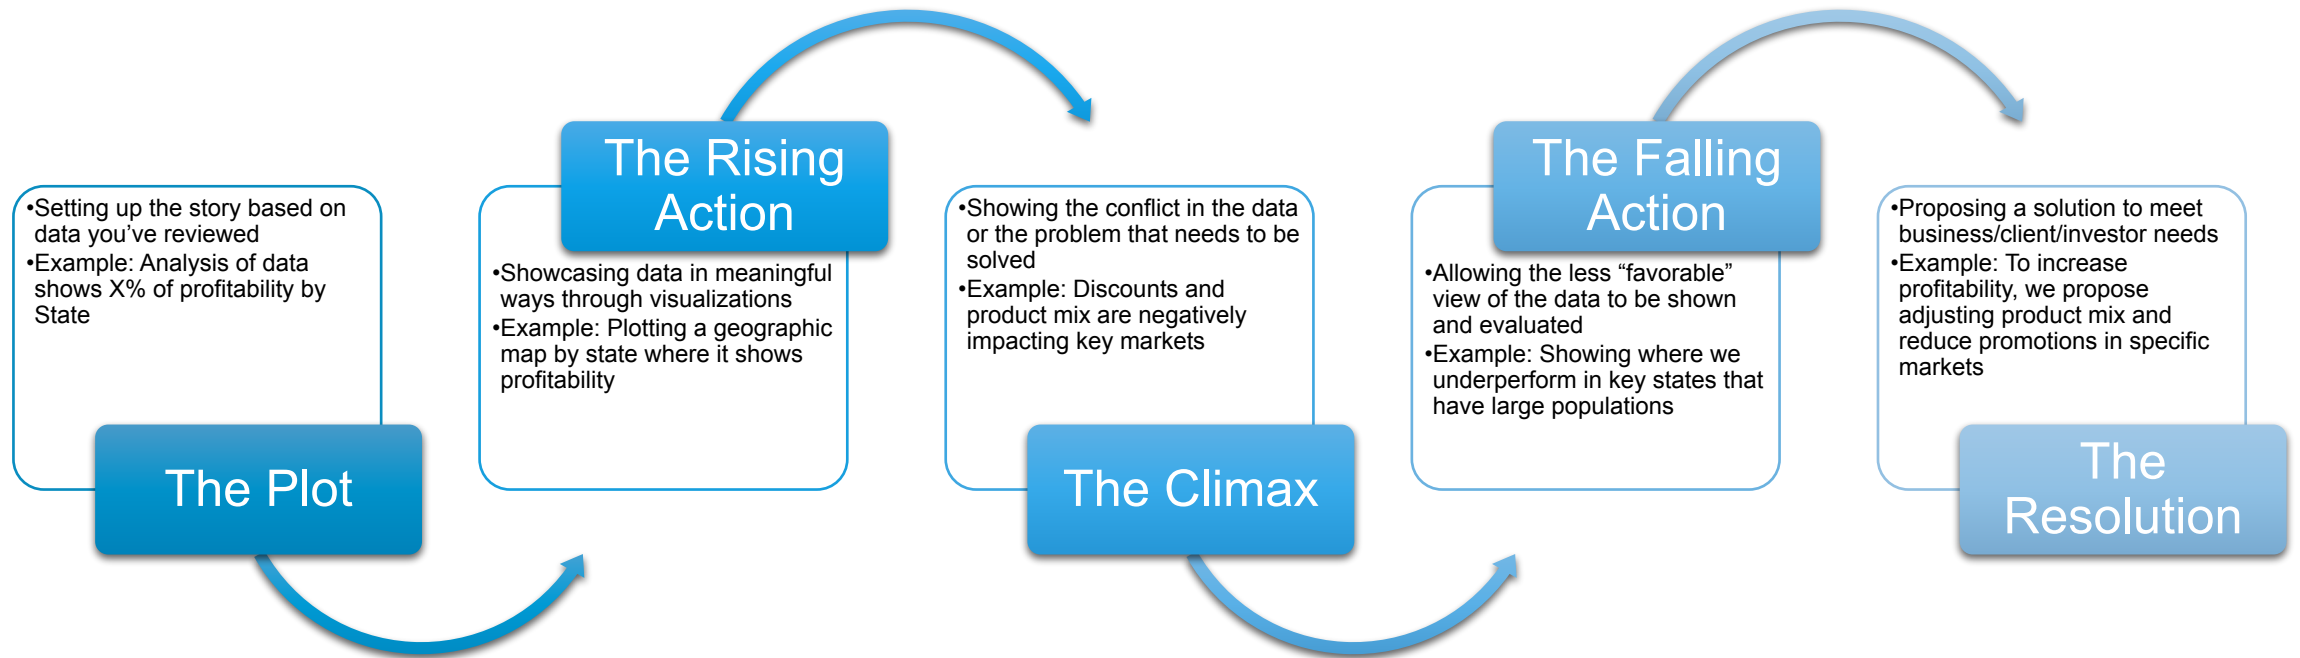 •Setting up the story based on
data you’ve reviewed
•Example: Analysis of data
shows X% of profitability by
State
The Plot
The Rising
Action
•Showcasing data in meaningful
ways through visualizations
•Example: Plotting a geographic
map by state where it shows
profitability
•Showing the conflict in the data
or the problem that needs to be
solved
•Example: Discounts and
product mix are negatively
impacting key markets
The Climax
The Falling
Action
•Allowing the less “favorable”
view of the data to be shown
and evaluated
•Example: Showing where we
underperform in key states that
have large populations
•Proposing a solution to meet
business/client/investor needs
•Example: To increase
profitability, we propose
adjusting product mix and
reduce promotions in specific
markets
The
Resolution